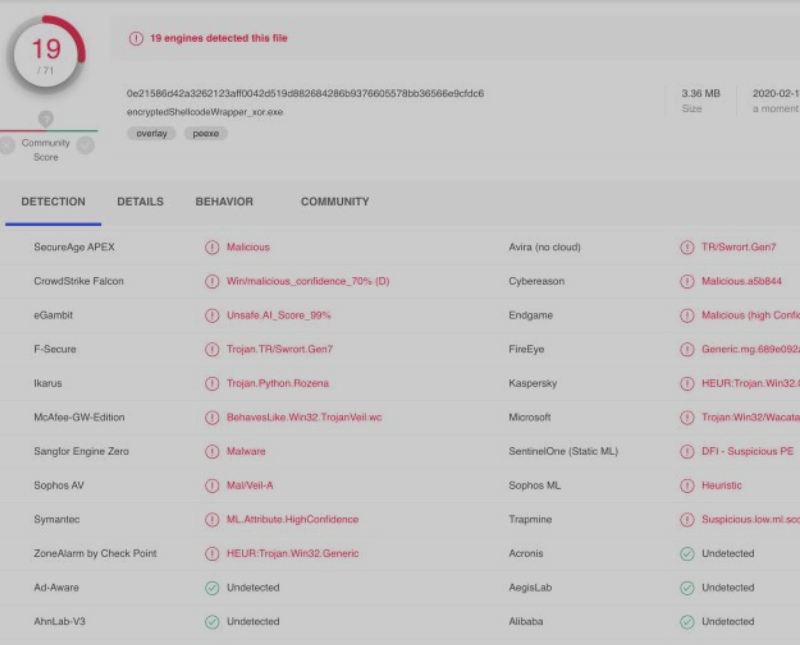 19
/ 71
19 engines detected this file
0e21586d42a3262123aff0042d519d882684286b9376605578bb36566e9cfdc6
encryptedShellcodeWrapper_xor.exe
overlay peexe
3.36 MB
Size
2020-02-1
a moment
Community
Score
DETECTION DETAILS BEHAVIOR COMMUNITY
SecureAge APEX Malicious Avira (no cloud) TR/Swrort.Gen7
CrowdStrike Falcon Win/malicious_confidence_70% (D) Cybereason Malicious.a5b844
eGambit Unsafe.AI_Score_99% Endgame Malicious (high Confi
F-Secure Trojan.TR/Swrort.Gen7 FireEye Generic.mg.689e092
Ikarus Trojan.Python.Rozena Kaspersky HEUR:Trojan.Win32.
McAfee-GW-Edition BehavesLike.Win32.TrojanVeil.wc Microsoft Trojan:Win32/Wacata
Sangfor Engine Zero Malware SentinelOne (Static ML) DFI - Suspicious PE
Sophos AV Mal/Veil-A Sophos ML Heuristic
Symantec ML.Attribute.HighConfidence Trapmine Suspicious.low.ml.sco
ZoneAlarm by Check Point HEUR:Trojan.Win32.Generic Acronis Undetected
Ad-Aware Undetected AegisLab Undetected
AhnLab-V3 Undetected Alibaba Undetected